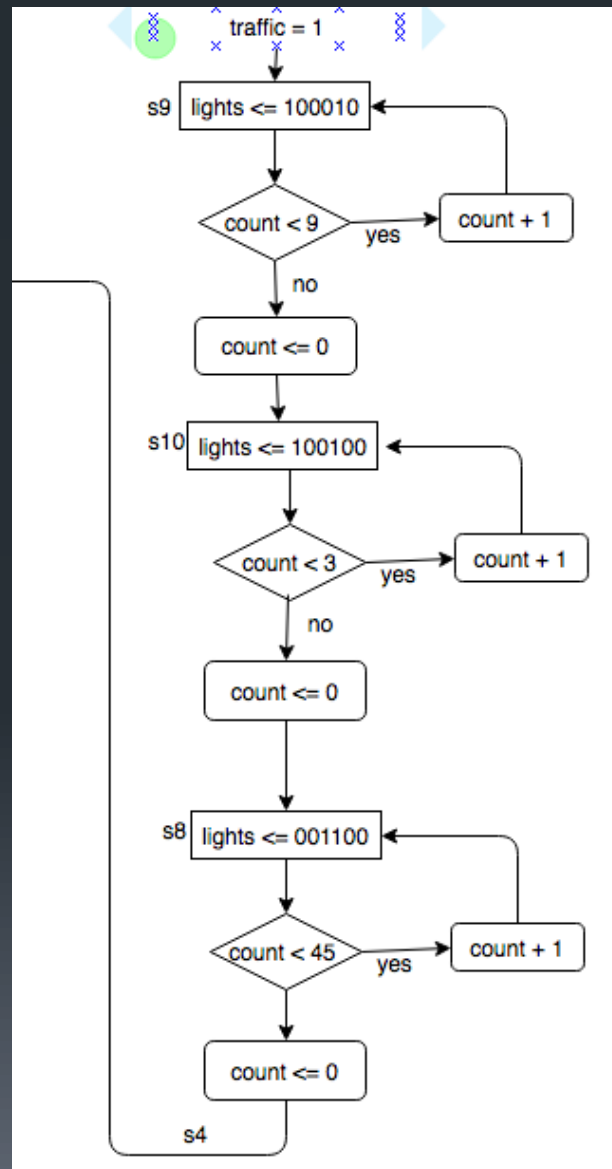 traffic = 1
s9
lights <= 100010
count < 9
yes
count + 1
no
count <= 0
s10
lights <= 100100
count < 3
yes
count + 1
no
count <= 0
s8
lights <= 001100
count < 45
yes
count + 1
count <= 0
s4